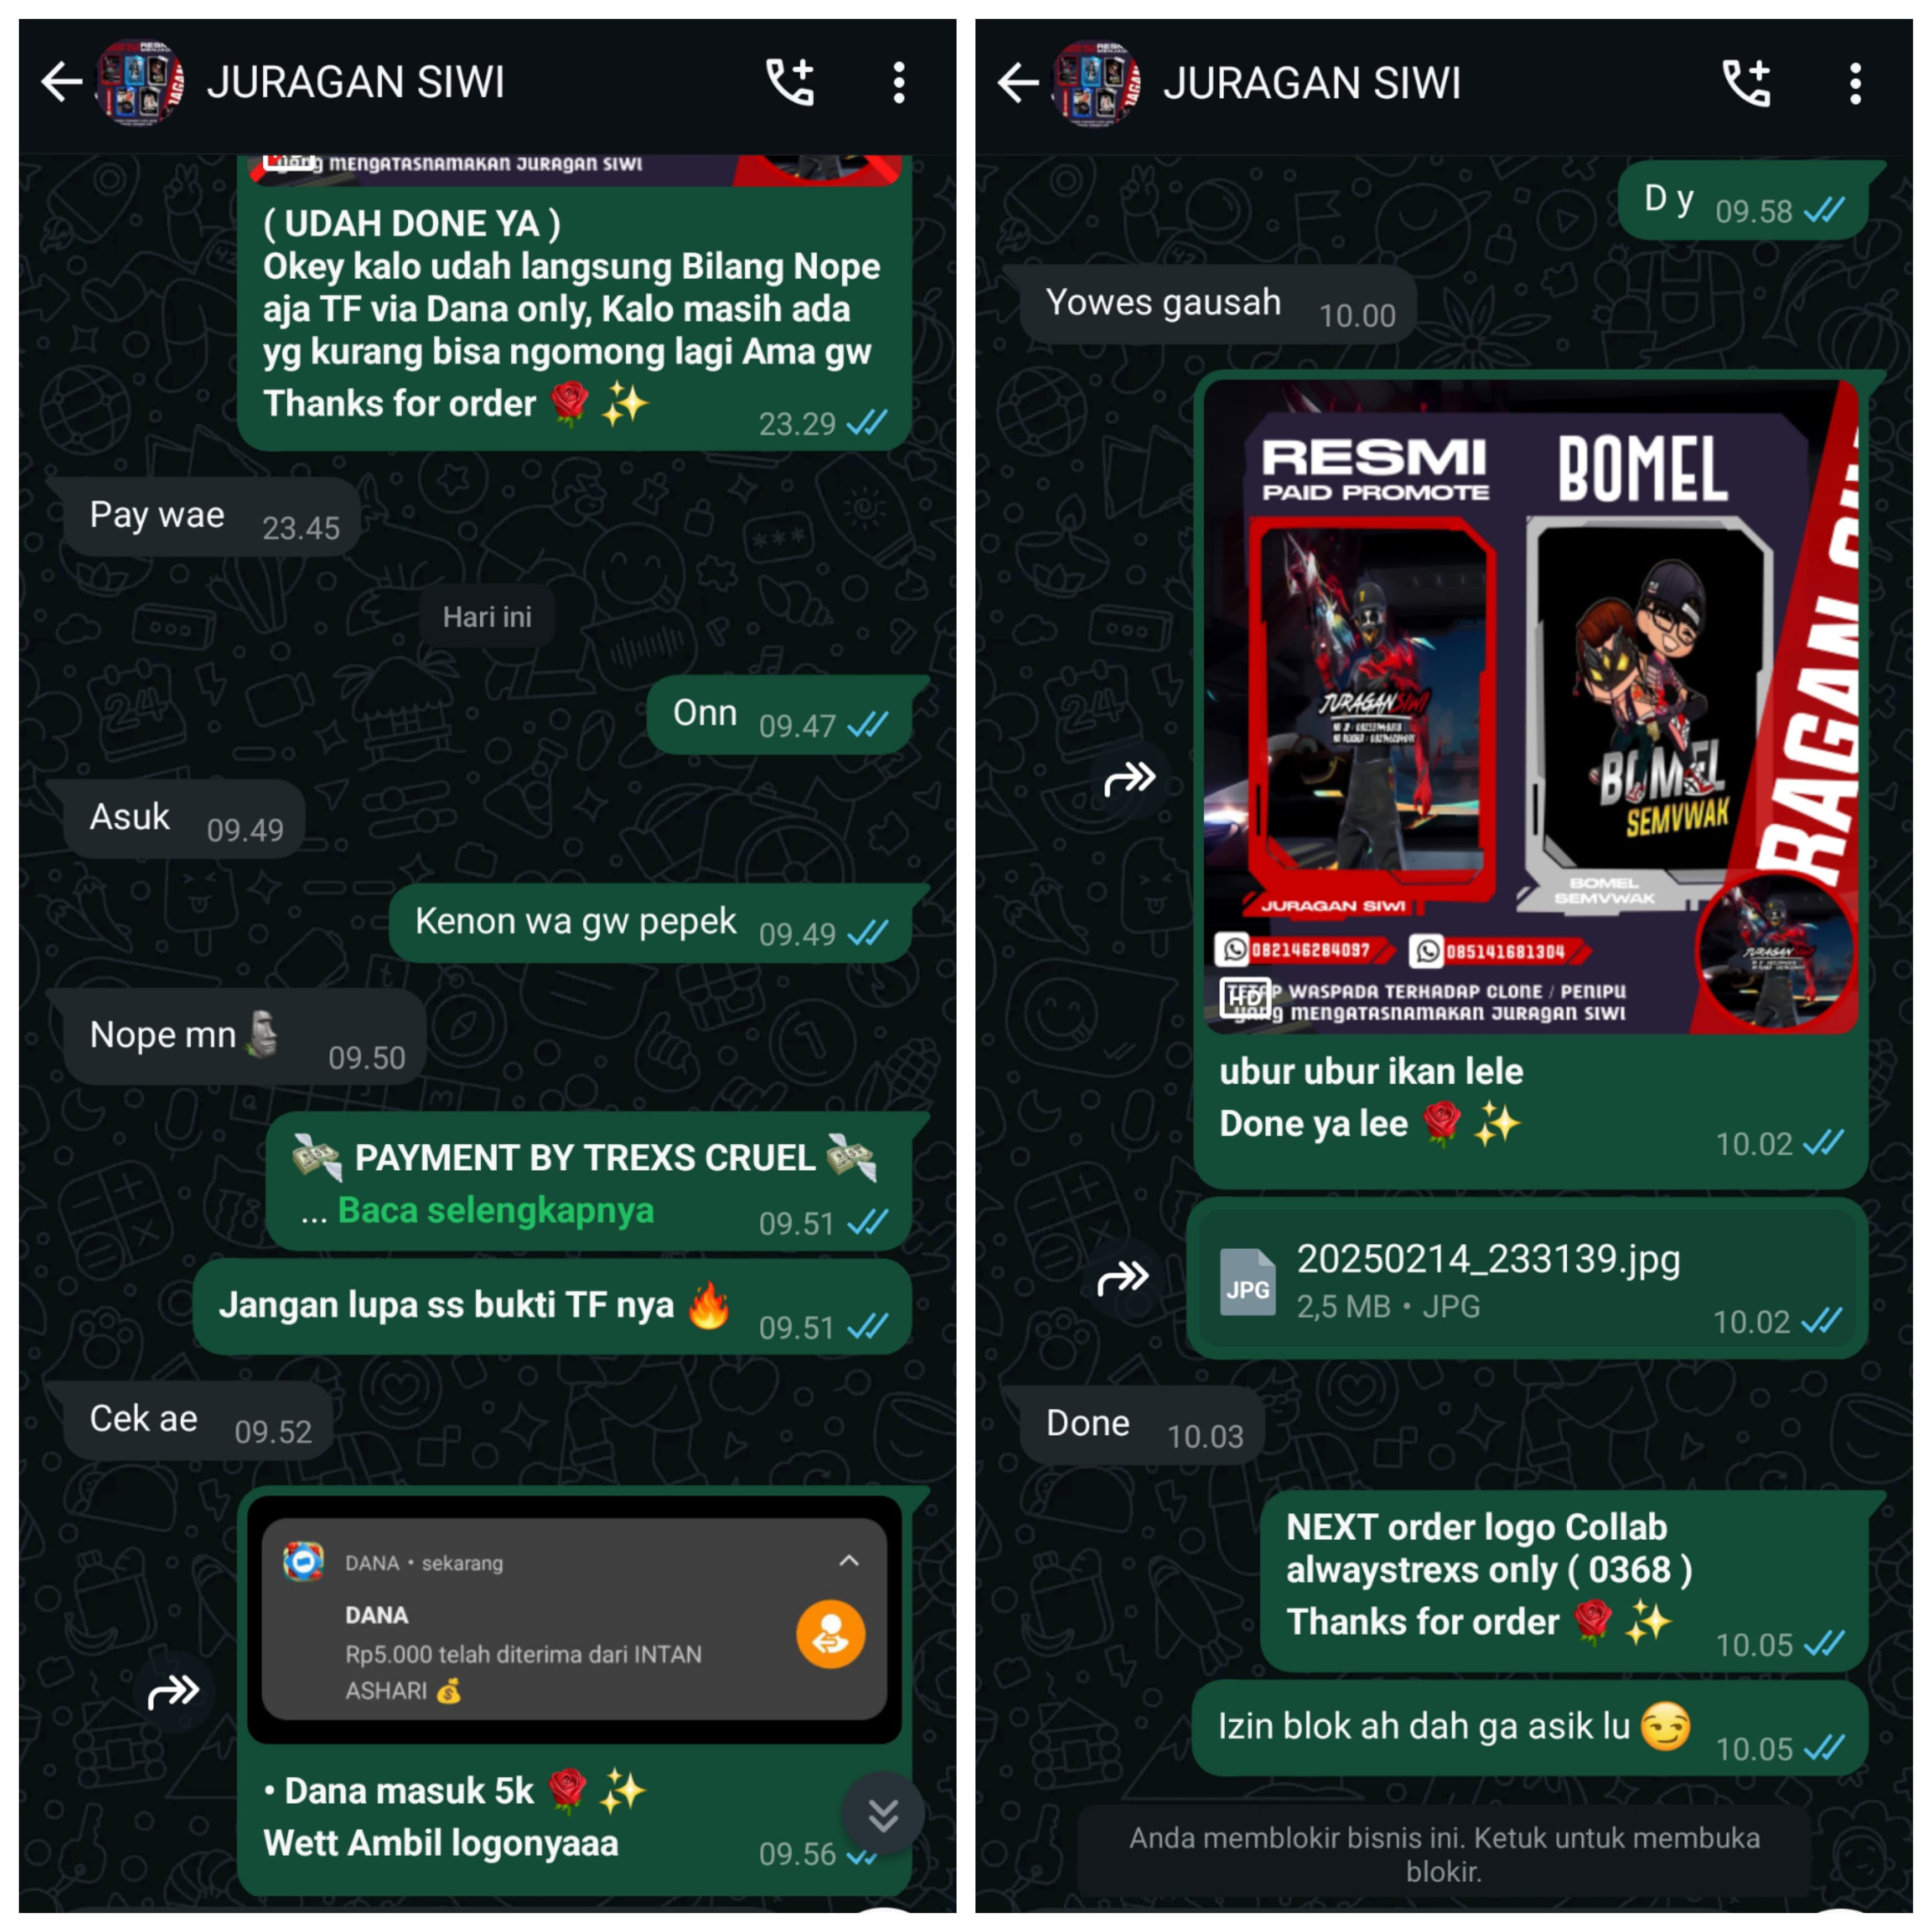 JURAGAN SIWI
yang MENGATASNAMAKAN JURAGAN SIWI
( UDAH DONE YA )
Okey kalo udah langsung Bilang Nope
aja TF via Dana only, Kalo masih ada
yg kurang bisa ngomong lagi Ama gw
Thanks for order 🌹 ✨
23.29
Pay wae 23.45
Hari ini
Onn 09.47
Asuk 09.49
Kenon wa gw pepek 09.49
Nope mn🗿 09.50
💸 PAYMENT BY TREXS CRUEL 💸
... Baca selengkapnya 09.51
Jangan lupa ss bukti TF nya 🔥 09.51
Cek ae 09.52
DANA • sekarang
DANA
Rp5.000 telah diterima dari INTAN
ASHARI 💰
• Dana masuk 5k 🌹 ✨
Wett Ambil logonyaaa 09.56
JURAGAN SIWI
D y 09.58
Yowes gausah 10.00
RESMI
PAID PROMOTE
BOMEL
JURAGAN SIWI
BOMEL
SEMVWAK
JURAGAN SIWI
BOMEL
SEMVWAK
082146284097
085141681304
HD
TETAP WASPADA TERHADAP CLONE / PENIPU
yang MENGATASNAMAKAN JURAGAN SIWI
ubur ubur ikan lele
Done ya lee 🌹 ✨
10.02
JPG
20250214_233139.jpg
2,5 MB • JPG
10.02
Done 10.03
NEXT order logo Collab
alwaystrexs only ( 0368 )
Thanks for order 🌹 ✨
10.05
Izin blok ah dah ga asik lu 😏 10.05
Anda memblokir bisnis ini. Ketuk untuk membuka
blokir.